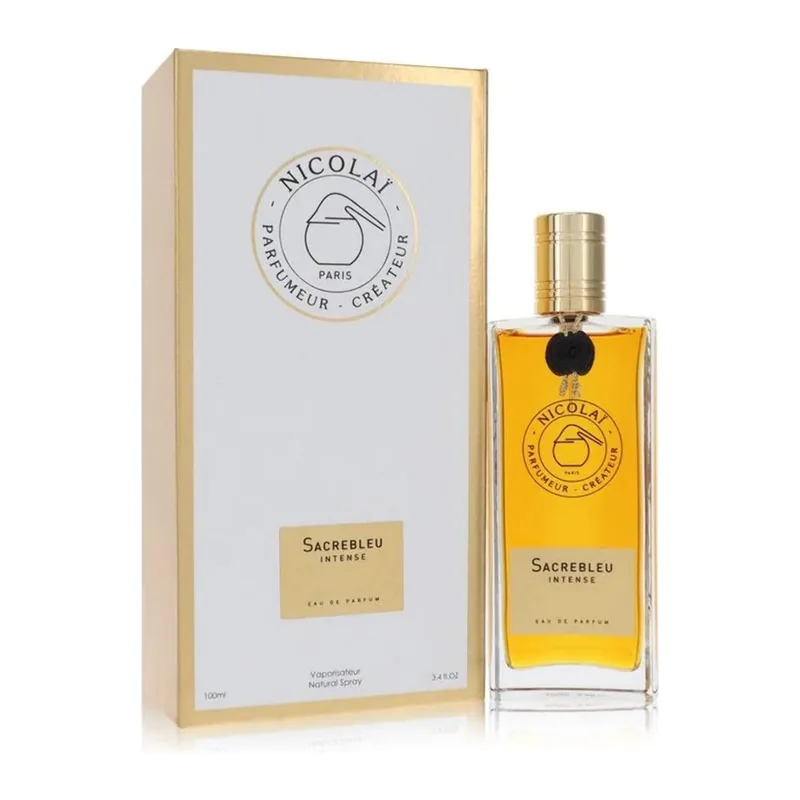 - NICOLAÏ -
PARIS
PARFUMEUR - CRÉATEUR
SACREBLEU
INTENSE
EAU DE PARFUM
Vaporisateur
Natural Spray
100ml
3.4 fl.OZ
- NICOLAÏ -
PARIS
PARFUMEUR - CRÉATEUR
SACREBLEU
INTENSE
EAU DE PARFUM